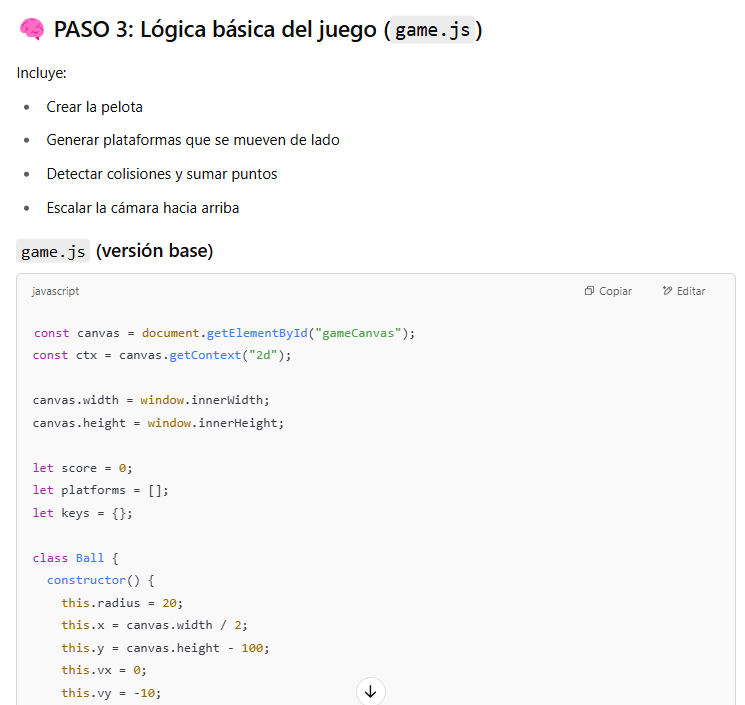 🧠 PASO 3: Lógica básica del juego (game.js)
Incluye:
• Crear la pelota
• Generar plataformas que se mueven de lado
• Detectar colisiones y sumar puntos
• Escalar la cámara hacia arriba
game.js (versión base)
javascript Copiar Editar
const canvas = document.getElementById("gameCanvas");
const ctx = canvas.getContext("2d");
canvas.width = window.innerWidth;
canvas.height = window.innerHeight;
let score = 0;
let platforms = [];
let keys = {};
class Ball {
constructor() {
this.radius = 20;
this.x = canvas.width / 2;
this.y = canvas.height - 100;
this.vx = 0;
this.vy = -10;